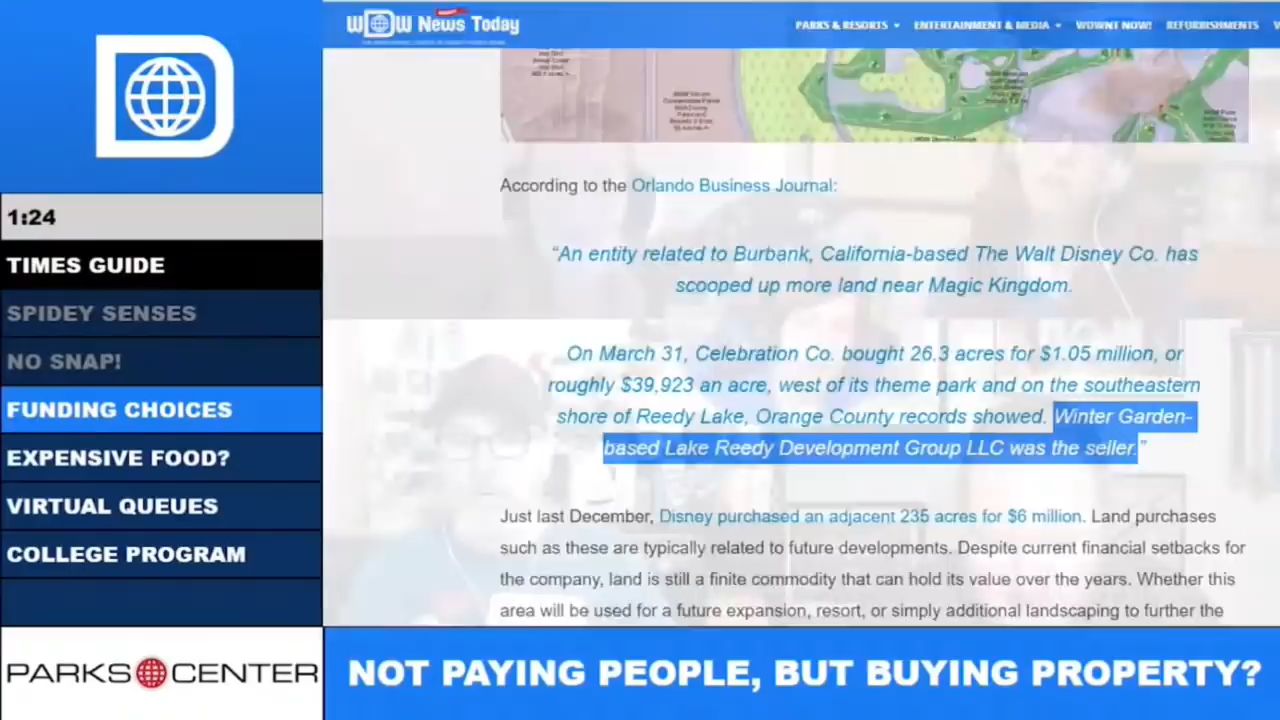 WDW News Today
PARKS & RESORTS
ENTERTAINMENT & MEDIA
WDWNT NOW!
REFURBISHMENTS
1:24
TIMES GUIDE
SPIDEY SENSES
NO SNAP!
FUNDING CHOICES
EXPENSIVE FOOD?
VIRTUAL QUEUES
COLLEGE PROGRAM
According to the Orlando Business Journal:
“An entity related to Burbank, California-based The Walt Disney Co. has
scooped up more land near Magic Kingdom.
On March 31, Celebration Co. bought 26.3 acres for $1.05 million, or
roughly $39,923 an acre, west of its theme park and on the southeastern
shore of Reedy Lake, Orange County records showed. Winter Garden-
based Lake Reedy Development Group LLC was the seller.”
Just last December, Disney purchased an adjacent 235 acres for $6 million. Land purchases
such as these are typically related to future developments. Despite current financial setbacks for
the company, land is still a finite commodity that can hold its value over the years. Whether this
area will be used for a future expansion, resort, or simply additional landscaping to further the
PARKS CENTER
NOT PAYING PEOPLE, BUT BUYING PROPERTY?